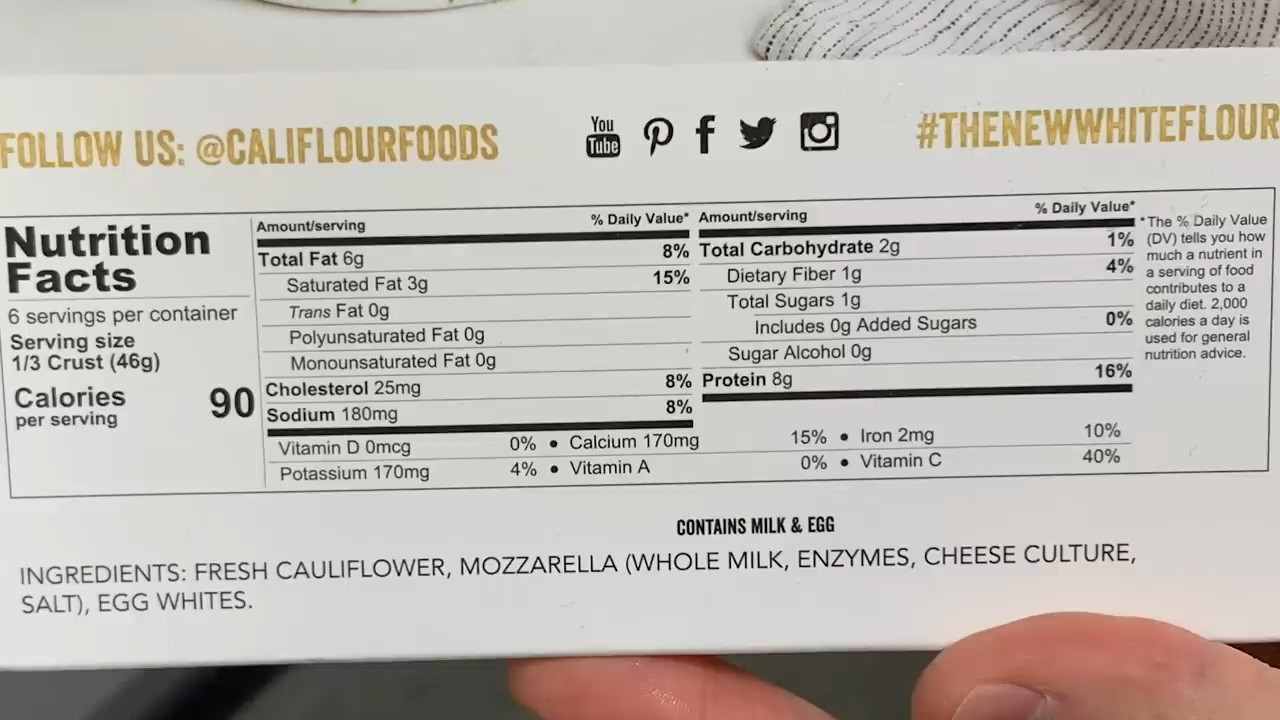 FOLLOW US: @CALIFLOURFOODS
You
Tube
#THENEWWHITEFLOUR
Nutrition
Facts
6 servings per container
Serving size
1/3 Crust (46g)
Calories
per serving
90
Amount/serving % Daily Value*
Total Fat 6g 8%
Saturated Fat 3g 15%
Trans Fat 0g
Polyunsaturated Fat 0g
Monounsaturated Fat 0g
Cholesterol 25mg 8%
Sodium 180mg 8%
Amount/serving % Daily Value*
Total Carbohydrate 2g 1%
Dietary Fiber 1g 4%
Total Sugars 1g
Includes 0g Added Sugars 0%
Sugar Alcohol 0g
Protein 8g 16%
Vitamin D 0mcg 0% • Calcium 170mg 15% • Iron 2mg 10%
Potassium 170mg 4% • Vitamin A 0% • Vitamin C 40%
*The % Daily Value
(DV) tells you how
much a nutrient in
a serving of food
contributes to a
daily diet. 2,000
calories a day is
used for general
nutrition advice.
CONTAINS MILK & EGG
INGREDIENTS: FRESH CAULIFLOWER, MOZZARELLA (WHOLE MILK, ENZYMES, CHEESE CULTURE,
SALT), EGG WHITES.